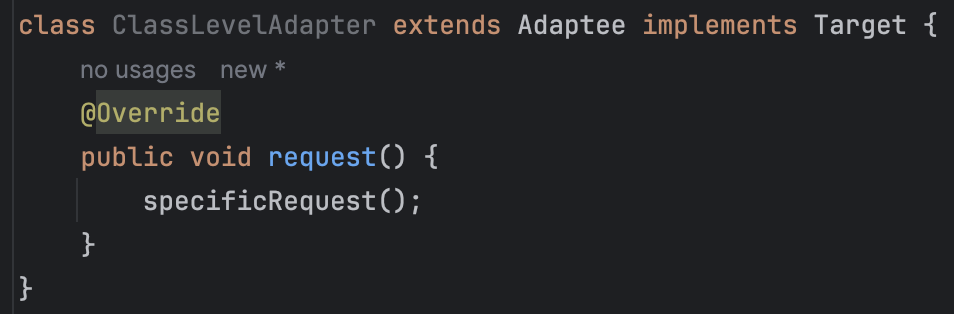 class ClassLevelAdapter extends Adaptee implements Target {
no usages new *
@Override
public void request() {
specificRequest();
}
}